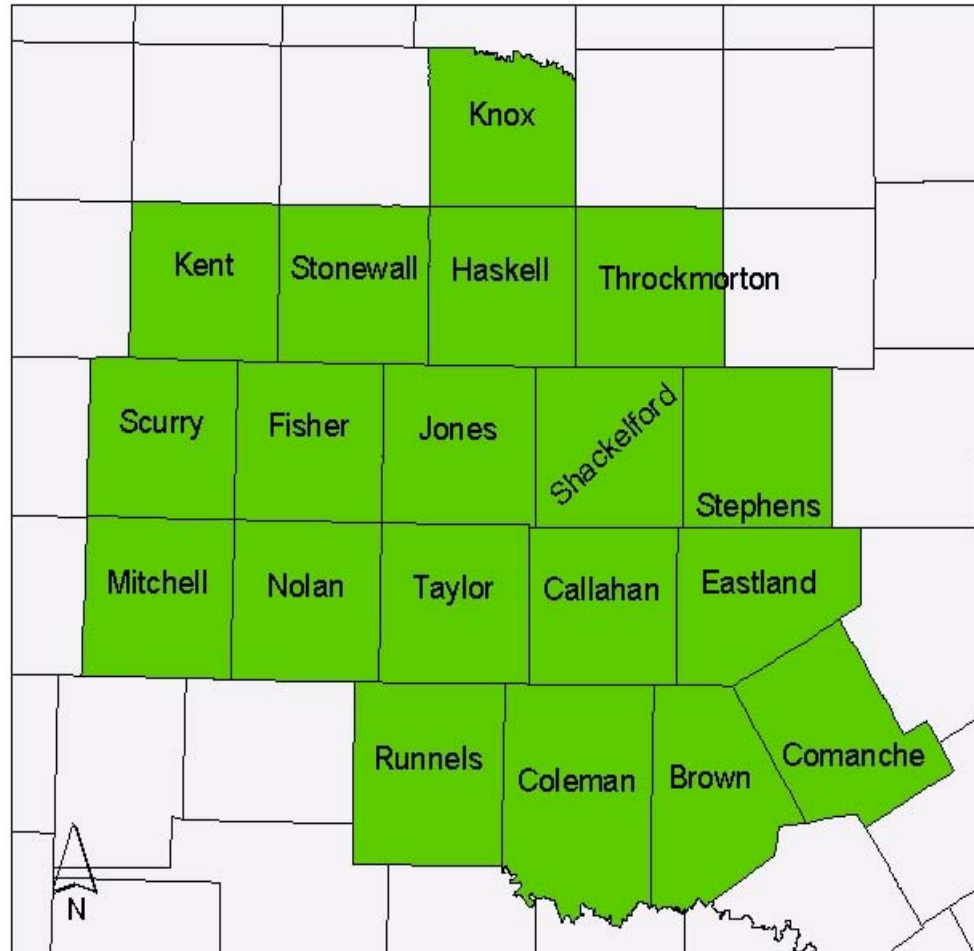 Knox
Kent
Stonewall
Haskell
Throckmorton
Scurry
Fisher
Jones
Shackelford
Stephens
Mitchell
Nolan
Taylor
Callahan
Eastland
Runnels
Coleman
Brown
Comanche
N